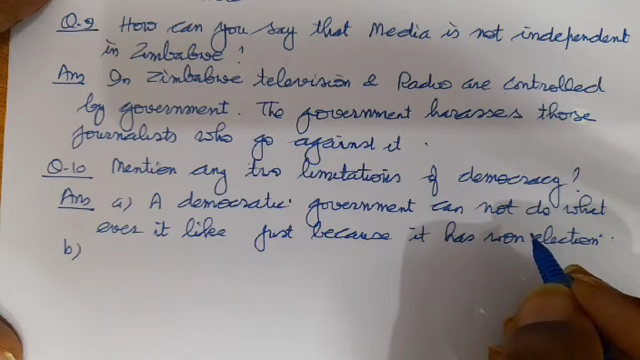 Q.9 How can you say that Media is not independent
in Zimbabwe?
Ans In Zimbabwe television & Radio are controlled
by government. The government harasses those
journalists who go against it.
Q-10 Mention any two limitations of democracy?
Ans a) A democratic government can not do what
ever it like just because it has won election.
b)